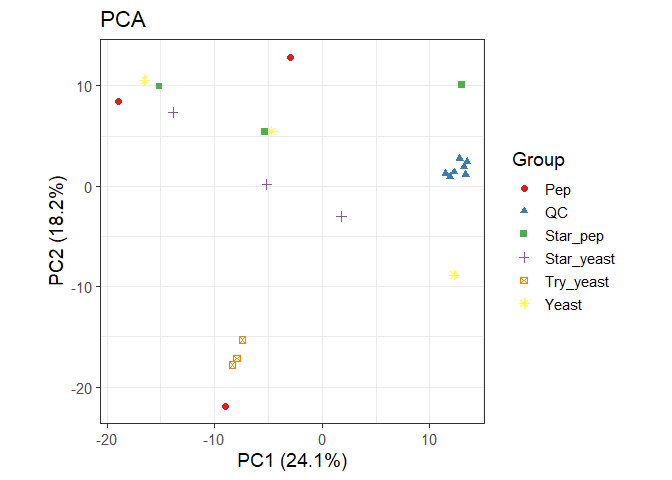 PCA
10
0
-10
-20
PC2 (18.2%)
-20
-10
0
10
PC1 (24.1%)
Group
Pep
QC
Star_pep
Star_yeast
Try_yeast
Yeast